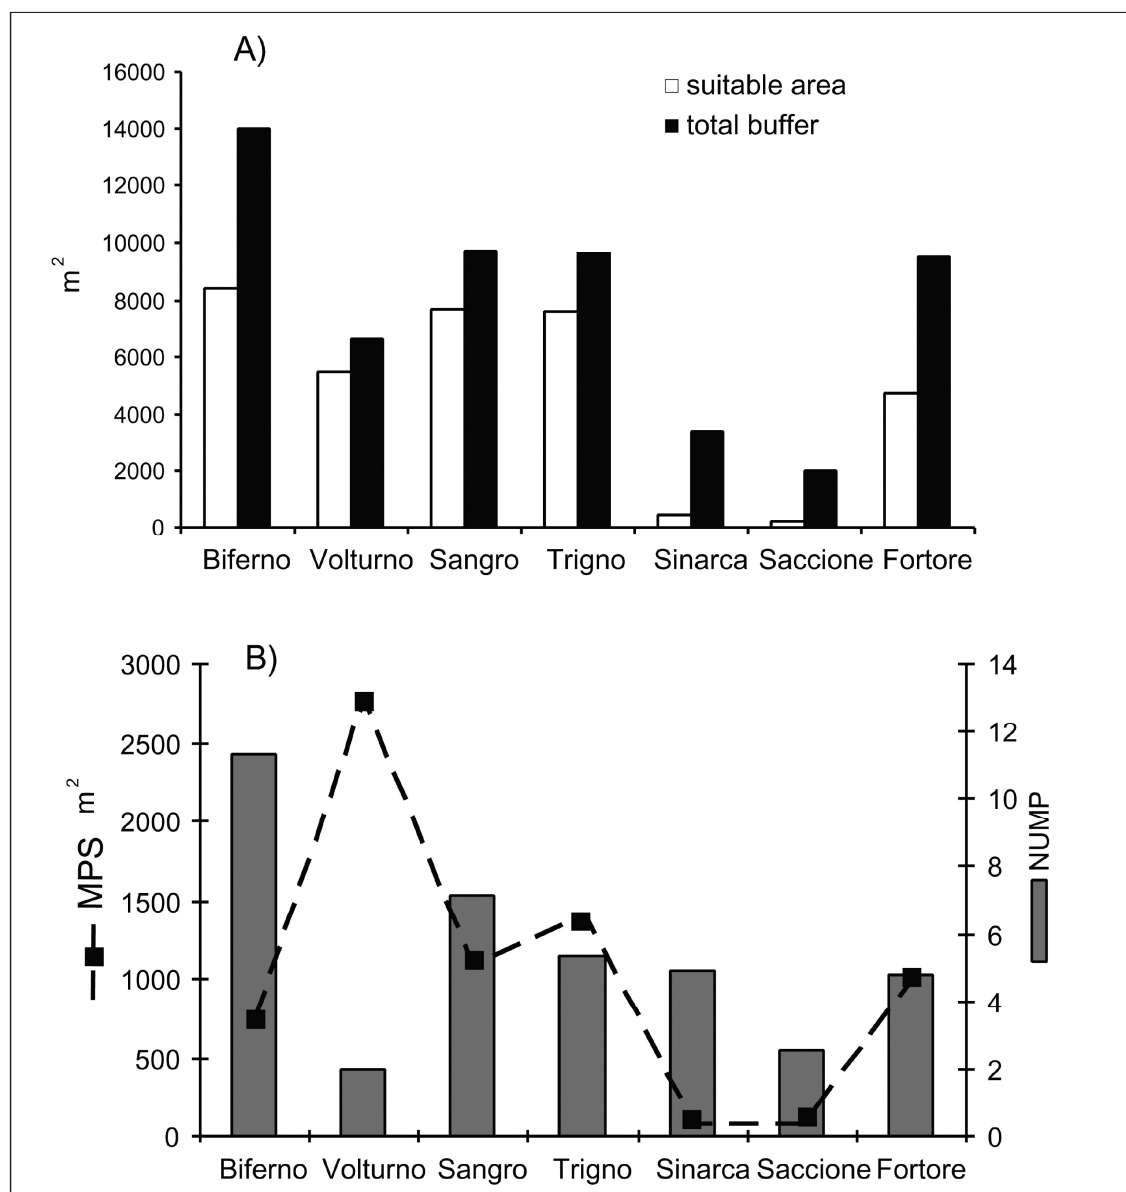 A)
16000
14000
12000
10000
8000
6000
4000
2000
0
m²
suitable area
total buffer
Biferno Volturno Sangro Trigno Sinarca Saccione Fortore
B)
3000
2500
2000
1500
1000
500
0
MPS m²
14
12
10
8
6
4
2
0
NUMP
Biferno Volturno Sangro Trigno Sinarca Saccione Fortore